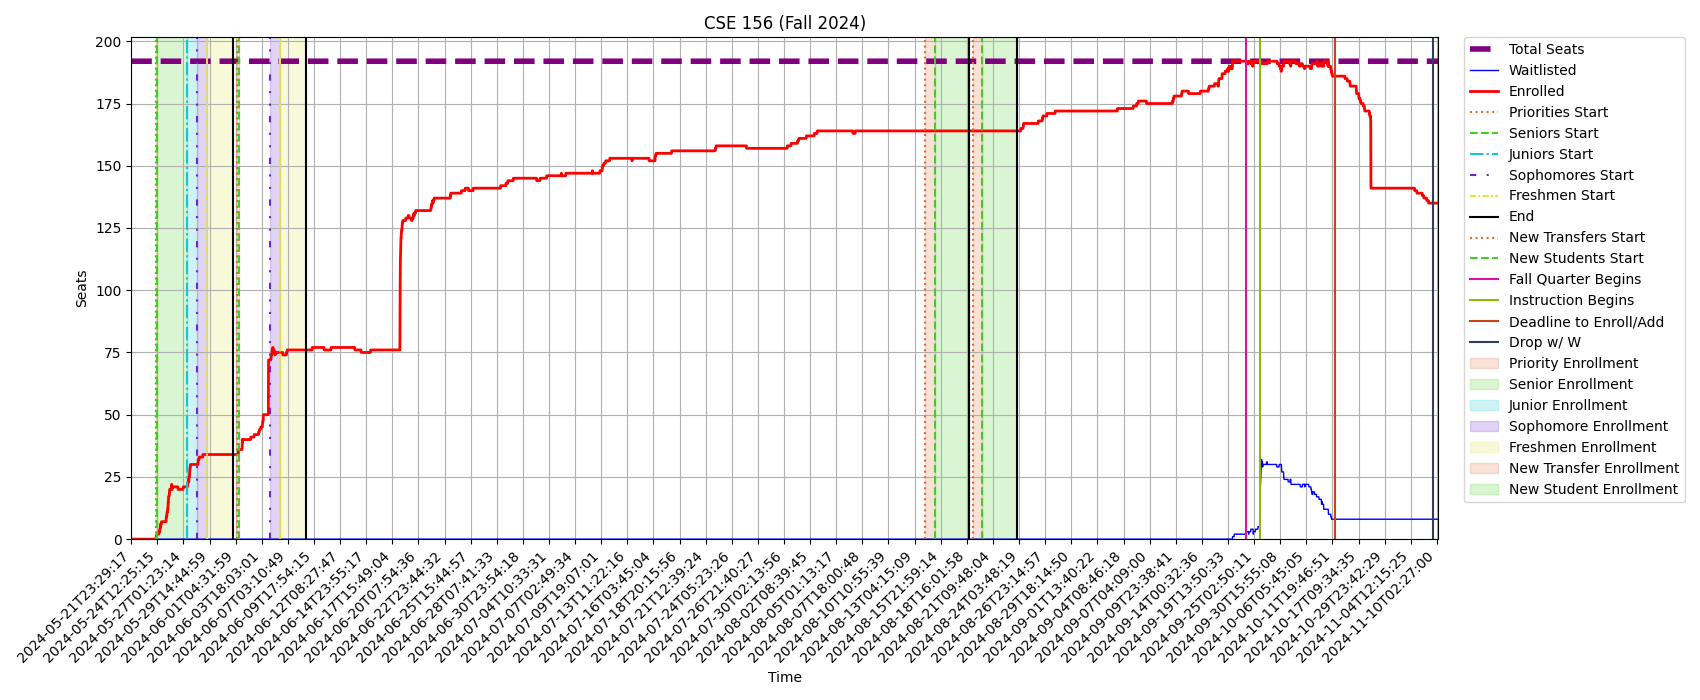 CSE 156 (Fall 2024)
Seats
200
175
150
125
100
75
50
25
0
2024-05-21T23:29:17
2024-05-24T12:25:15
2024-05-27T01:23:14
2024-05-29T14:44:59
2024-06-01T04:31:59
2024-06-03T18:03:01
2024-06-07T03:10:49
2024-06-09T17:54:15
2024-06-12T08:27:47
2024-06-14T23:55:17
2024-06-17T15:49:04
2024-06-20T07:54:36
2024-06-22T23:44:32
2024-06-25T15:44:57
2024-06-28T07:41:33
2024-06-30T23:54:18
2024-07-04T10:33:31
2024-07-07T02:49:34
2024-07-09T19:07:01
2024-07-13T11:22:16
2024-07-16T03:45:04
2024-07-18T20:15:56
2024-07-21T12:39:24
2024-07-24T05:23:26
2024-07-26T21:40:27
2024-07-30T02:13:56
2024-08-02T08:39:45
2024-08-05T01:13:17
2024-08-07T18:00:48
2024-08-10T10:55:39
2024-08-13T04:15:09
2024-08-15T21:59:14
2024-08-18T16:01:58
2024-08-21T09:48:04
2024-08-24T03:48:19
2024-08-26T23:14:57
2024-08-29T18:14:50
2024-09-01T13:40:22
2024-09-04T08:46:18
2024-09-07T04:09:00
2024-09-09T23:38:41
2024-09-14T00:32:36
2024-09-19T13:50:33
2024-09-25T02:50:11
2024-09-30T15:55:08
2024-10-06T05:45:05
2024-10-11T19:46:51
2024-10-17T09:34:35
2024-10-29T23:42:29
2024-11-04T12:15:23
2024-11-10T02:27:00
Time
Total Seats
Waitlisted
Enrolled
Priorities Start
Seniors Start
Juniors Start
Sophomores Start
Freshmen Start
End
New Transfers Start
New Students Start
Fall Quarter Begins
Instruction Begins
Deadline to Enroll/Add
Drop w/ W
Priority Enrollment
Senior Enrollment
Junior Enrollment
Sophomore Enrollment
Freshmen Enrollment
New Transfer Enrollment
New Student Enrollment